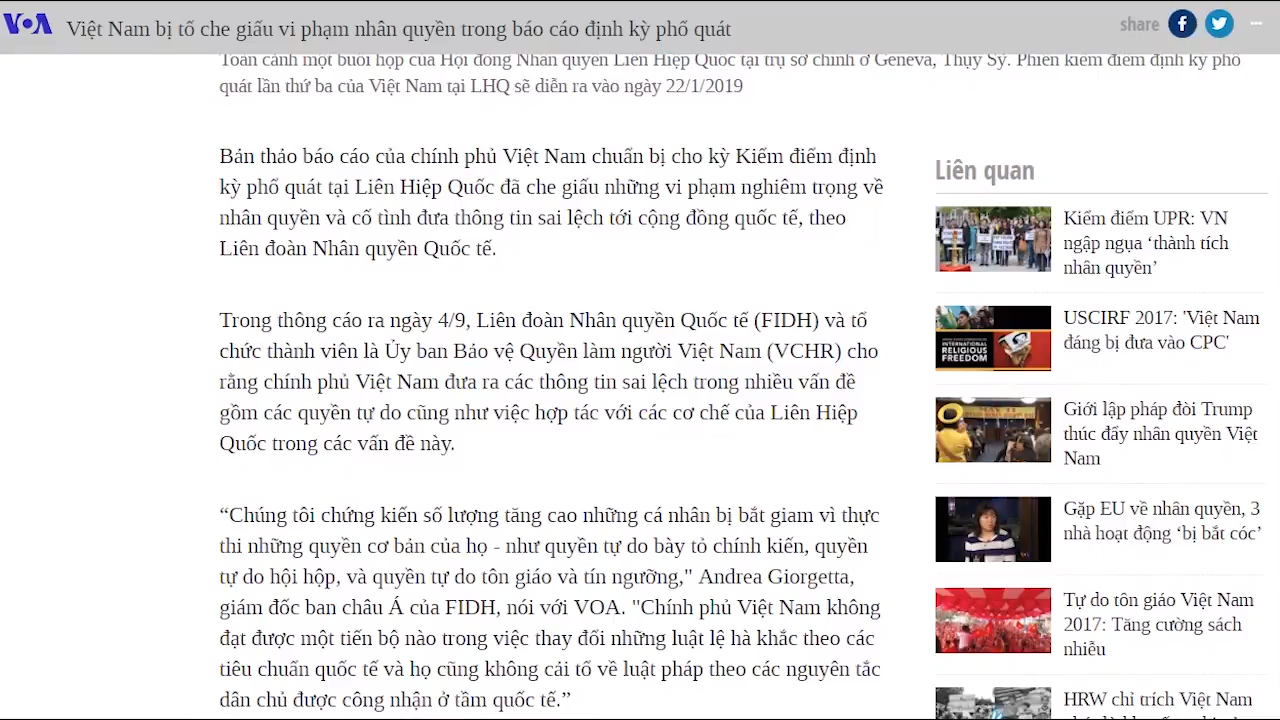 VOA Việt Nam bị tố che giấu vi phạm nhân quyền trong báo cáo định kỳ phổ quát
share
Toàn cảnh một buổi họp của Hội đồng Nhân quyền Liên Hiệp Quốc tại trụ sở chính ở Geneva, Thụy Sỹ. Phiên kiểm điểm định kỳ phổ
quát lần thứ ba của Việt Nam tại LHQ sẽ diễn ra vào ngày 22/1/2019
Bản thảo báo cáo của chính phủ Việt Nam chuẩn bị cho kỳ Kiểm điểm định
kỳ phổ quát tại Liên Hiệp Quốc đã che giấu những vi phạm nghiêm trọng về
nhân quyền và cố tình đưa thông tin sai lệch tới cộng đồng quốc tế, theo
Liên đoàn Nhân quyền Quốc tế.
Trong thông cáo ra ngày 4/9, Liên đoàn Nhân quyền Quốc tế (FIDH) và tổ
chức thành viên là Ủy ban Bảo vệ Quyền làm người Việt Nam (VCHR) cho
rằng chính phủ Việt Nam đưa ra các thông tin sai lệch trong nhiều vấn đề
gồm các quyền tự do cũng như việc hợp tác với các cơ chế của Liên Hiệp
Quốc trong các vấn đề này.
“Chúng tôi chứng kiến số lượng tăng cao những cá nhân bị bắt giam vì thực
thi những quyền cơ bản của họ - như quyền tự do bày tỏ chính kiến, quyền
tự do hội họp, và quyền tự do tôn giáo và tín ngưỡng," Andrea Giorgetta,
giám đốc ban châu Á của FIDH, nói với VOA. "Chính phủ Việt Nam không
đạt được một tiến bộ nào trong việc thay đổi những luật lệ hà khắc theo các
tiêu chuẩn quốc tế và họ cũng không cải tổ về luật pháp theo các nguyên tắc
dân chủ được công nhận ở tầm quốc tế.”
Liên quan
Kiểm điểm UPR: VN
ngập ngụa ‘thành tích
nhân quyền’
INTERNATIONAL
RELIGIOUS
FREEDOM
USCIRF 2017: 'Việt Nam
đáng bị đưa vào CPC'
Giới lập pháp đòi Trump
thúc đẩy nhân quyền Việt
Nam
Gặp EU về nhân quyền, 3
nhà hoạt động ‘bị bắt cóc’
Tự do tôn giáo Việt Nam
2017: Tăng cường sách
nhiễu
HRW chỉ trích Việt Nam